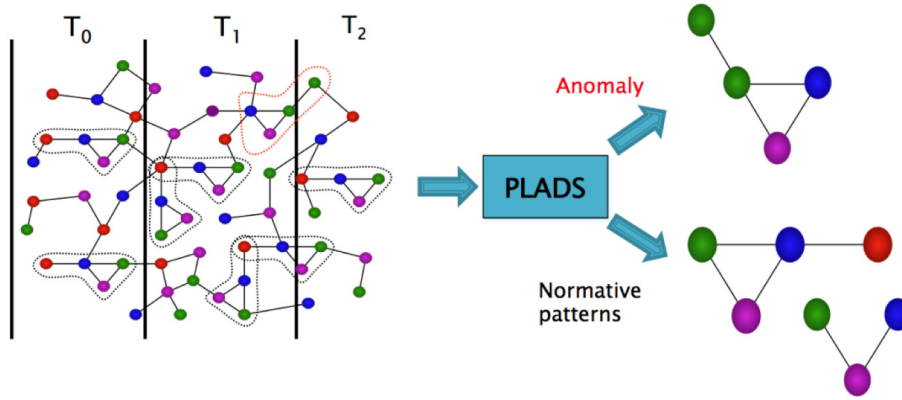 T₀
T₁
T₂
Anomaly
PLADS
Normative
patterns